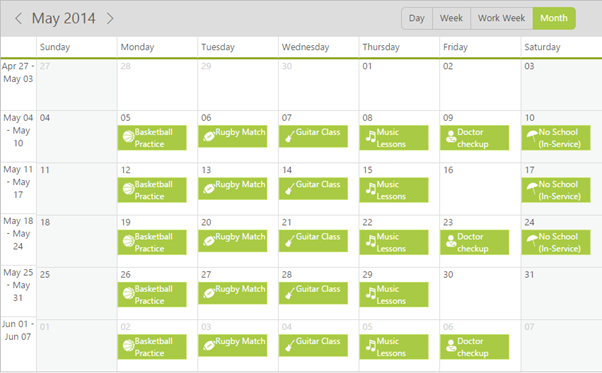 May 2014
Day Week Work Week Month
Sunday Monday Tuesday Wednesday Thursday Friday Saturday
Apr 27 - 27 28 29 30 01 02 03
May 03
May 04 04 05 06 07 08 09 10
- May Basketball Rugby Match Guitar Class Music Doctor No School
10 Practice Lessons checkup (In-Service)
May 11 11 12 13 14 15 16 17
- May Basketball Rugby Match Guitar Class Music No School
17 Practice Lessons (In-Service)
May 18 18 19 20 21 22 23 24
- May Basketball Rugby Match Guitar Class Music Doctor No School
24 Practice Lessons checkup (In-Service)
May 25 25 26 27 28 29 30 31
- May Basketball Rugby Match Guitar Class Music
31 Practice Lessons
Jun 01 - 01 02 03 04 05 06 07
Jun 07 Basketball Rugby Match Guitar Class Music Doctor
Practice Lessons checkup